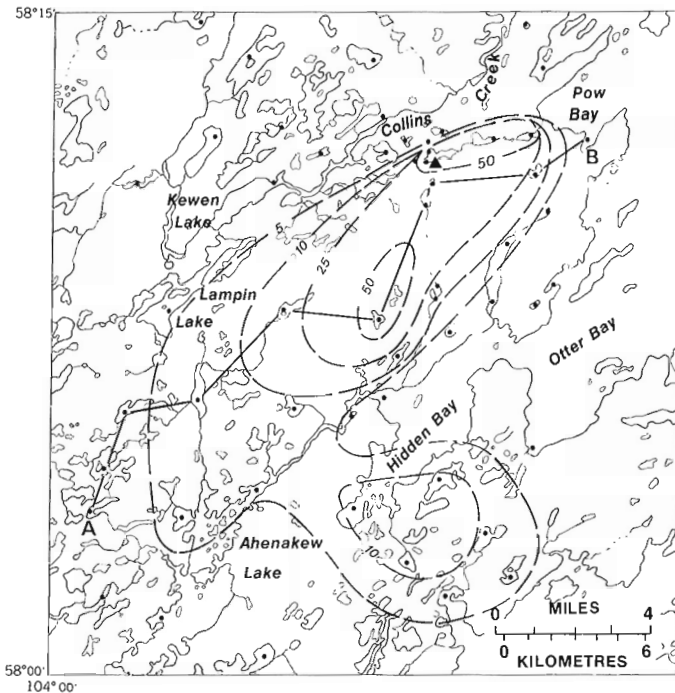 58°15'
Creek
Pow
Bay
Collins
B
50
Kewen
Lake
5
10
25
50
Lampin
Lake
Otter Bay
Hidden Bay
A
10
Ahenakew
Lake
0 MILES 4
0 6
KILOMETRES
58°00'
104°00'